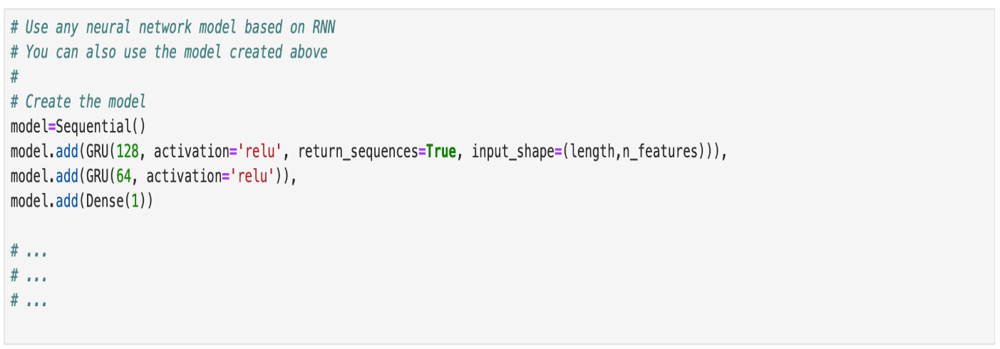 # Use any neural network model based on RNN
# You can also use the model created above
#
# Create the model
model=Sequential()
model.add(GRU(128, activation='relu', return_sequences=True, input_shape=(length,n_features))),
model.add(GRU(64, activation='relu')),
model.add(Dense(1))
# ...
# ...
# ...